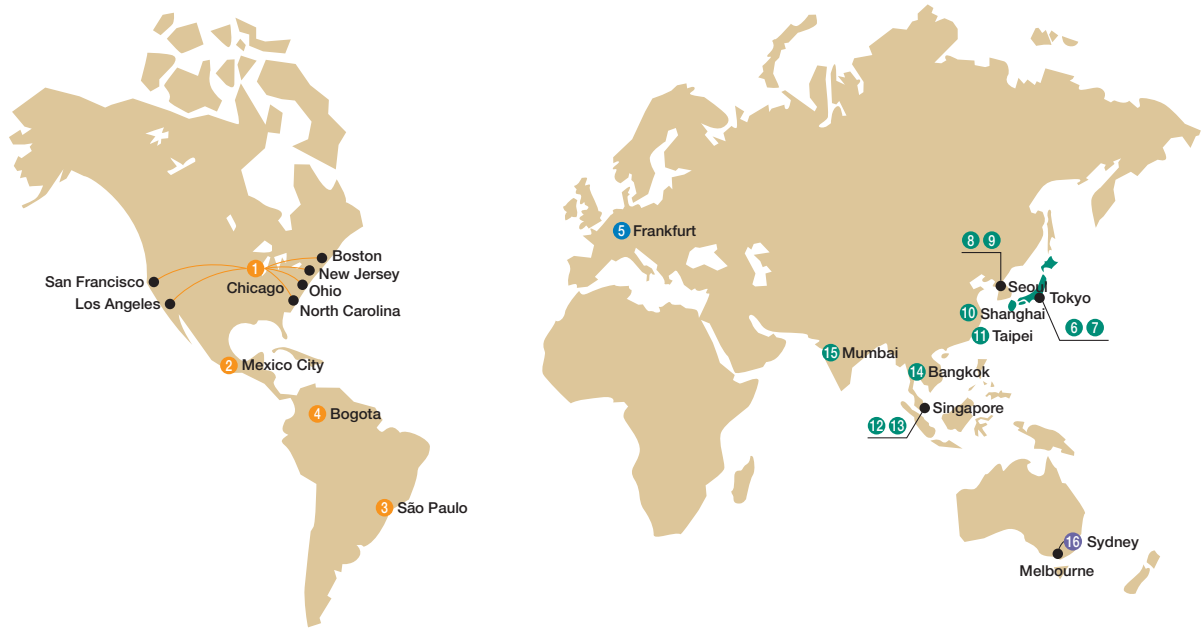 San Francisco
Los Angeles
1
Chicago
Boston
New Jersey
Ohio
North Carolina
2 Mexico City
4 Bogota
3 São Paulo
5 Frankfurt
8 9
Seoul
Tokyo
6 7
10 Shanghai
11 Taipei
15 Mumbai
14 Bangkok
Singapore
12 13
16 Sydney
Melbourne